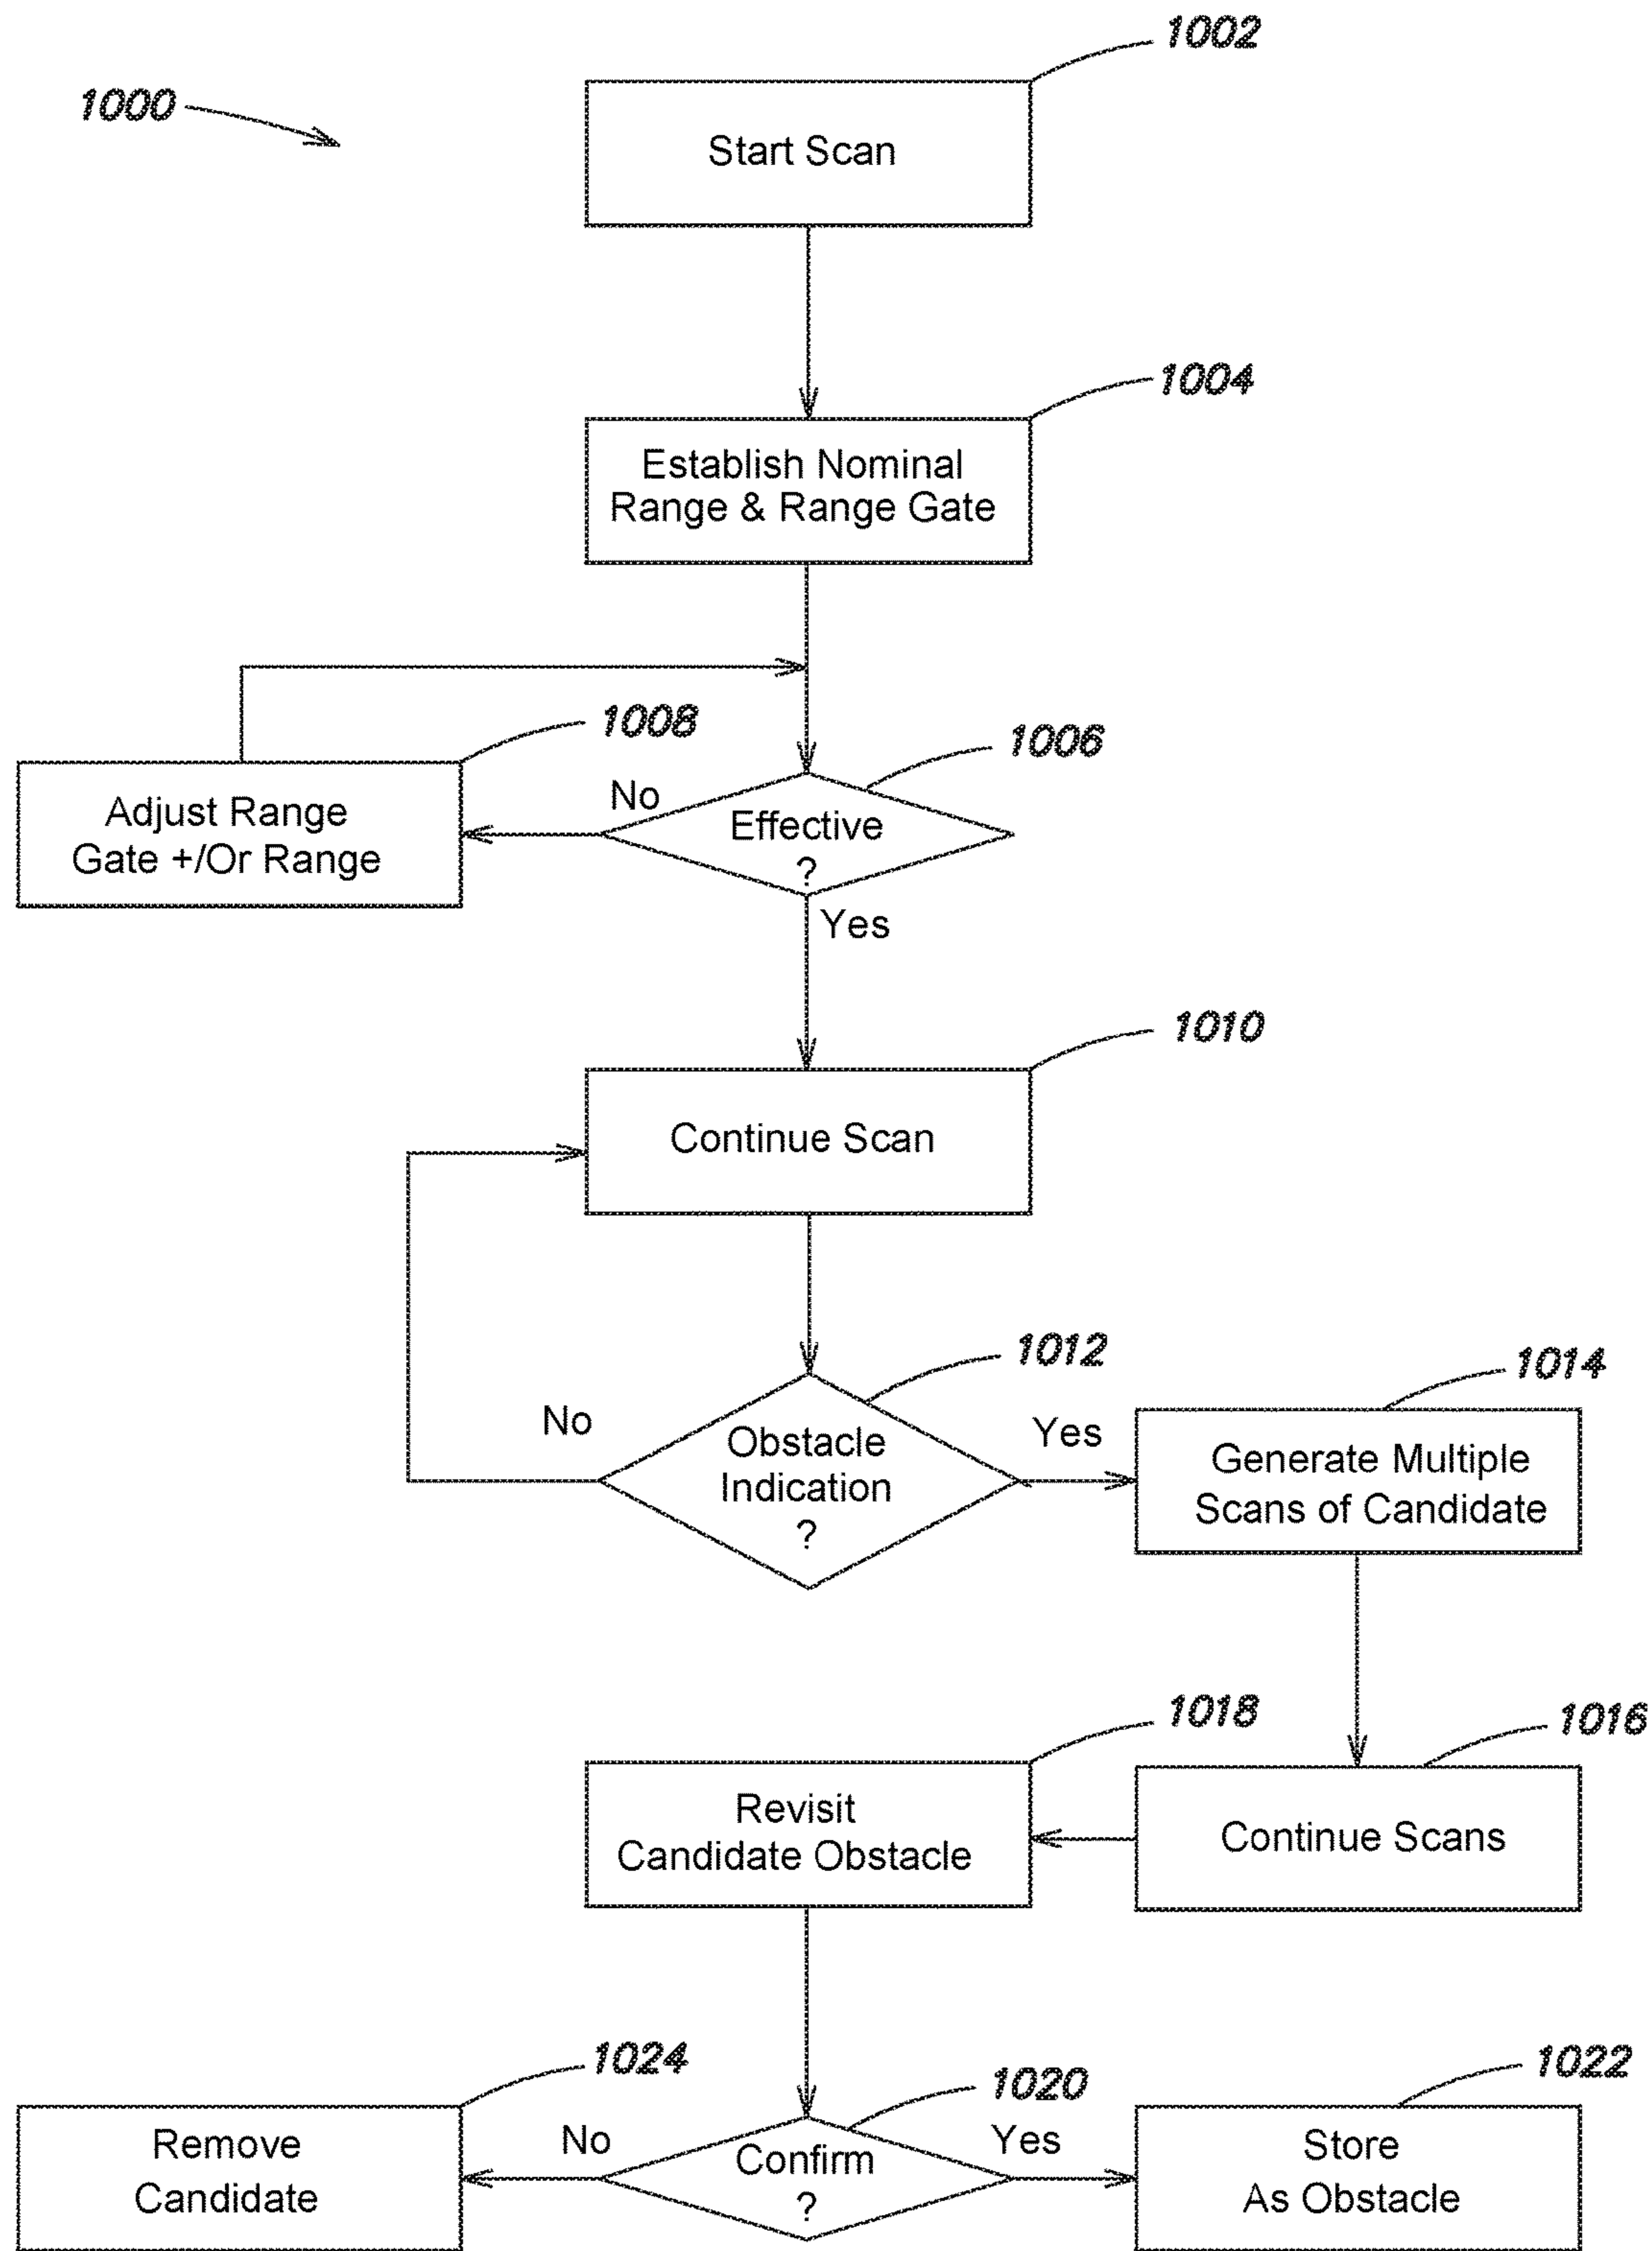 1002
1000
Start Scan
1004
Establish Nominal
Range & Range Gate
1008
1006
No
Adjust Range
Gate +/Or Range
Effective
?
Yes
1010
Continue Scan
1012
1014
No
Obstacle
Indication
?
Yes
Generate Multiple
Scans of Candidate
1018
1016
Revisit
Candidate Obstacle
Continue Scans
1024
1020
1022
Remove
Candidate
No
Confirm
?
Yes
Store
As Obstacle